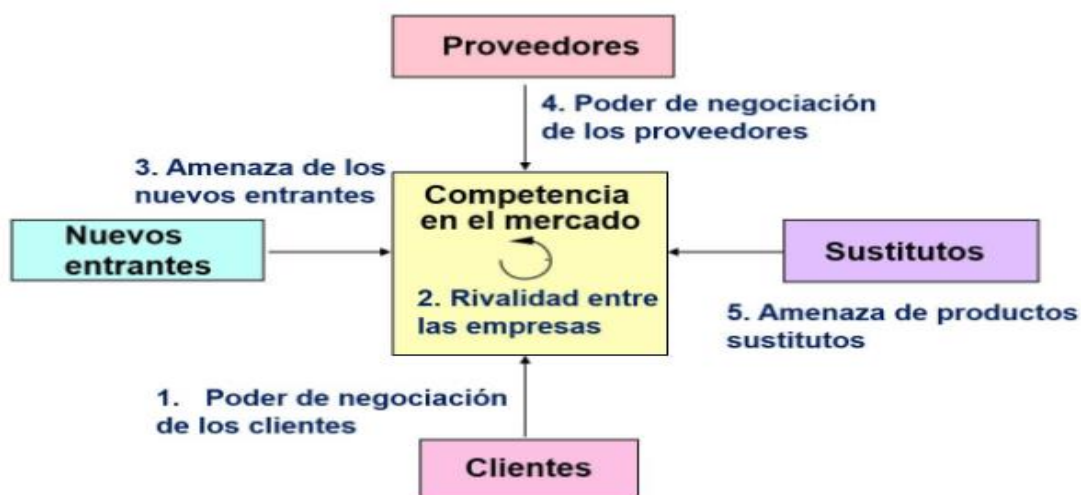 Proveedores
4. Poder de negociación
de los proveedores
3. Amenaza de los
nuevos entrantes
Competencia
en el mercado
Nuevos
entrantes
Sustitutos
2. Rivalidad entre
las empresas
5. Amenaza de productos
sustitutos
1. Poder de negociación
de los clientes
Clientes